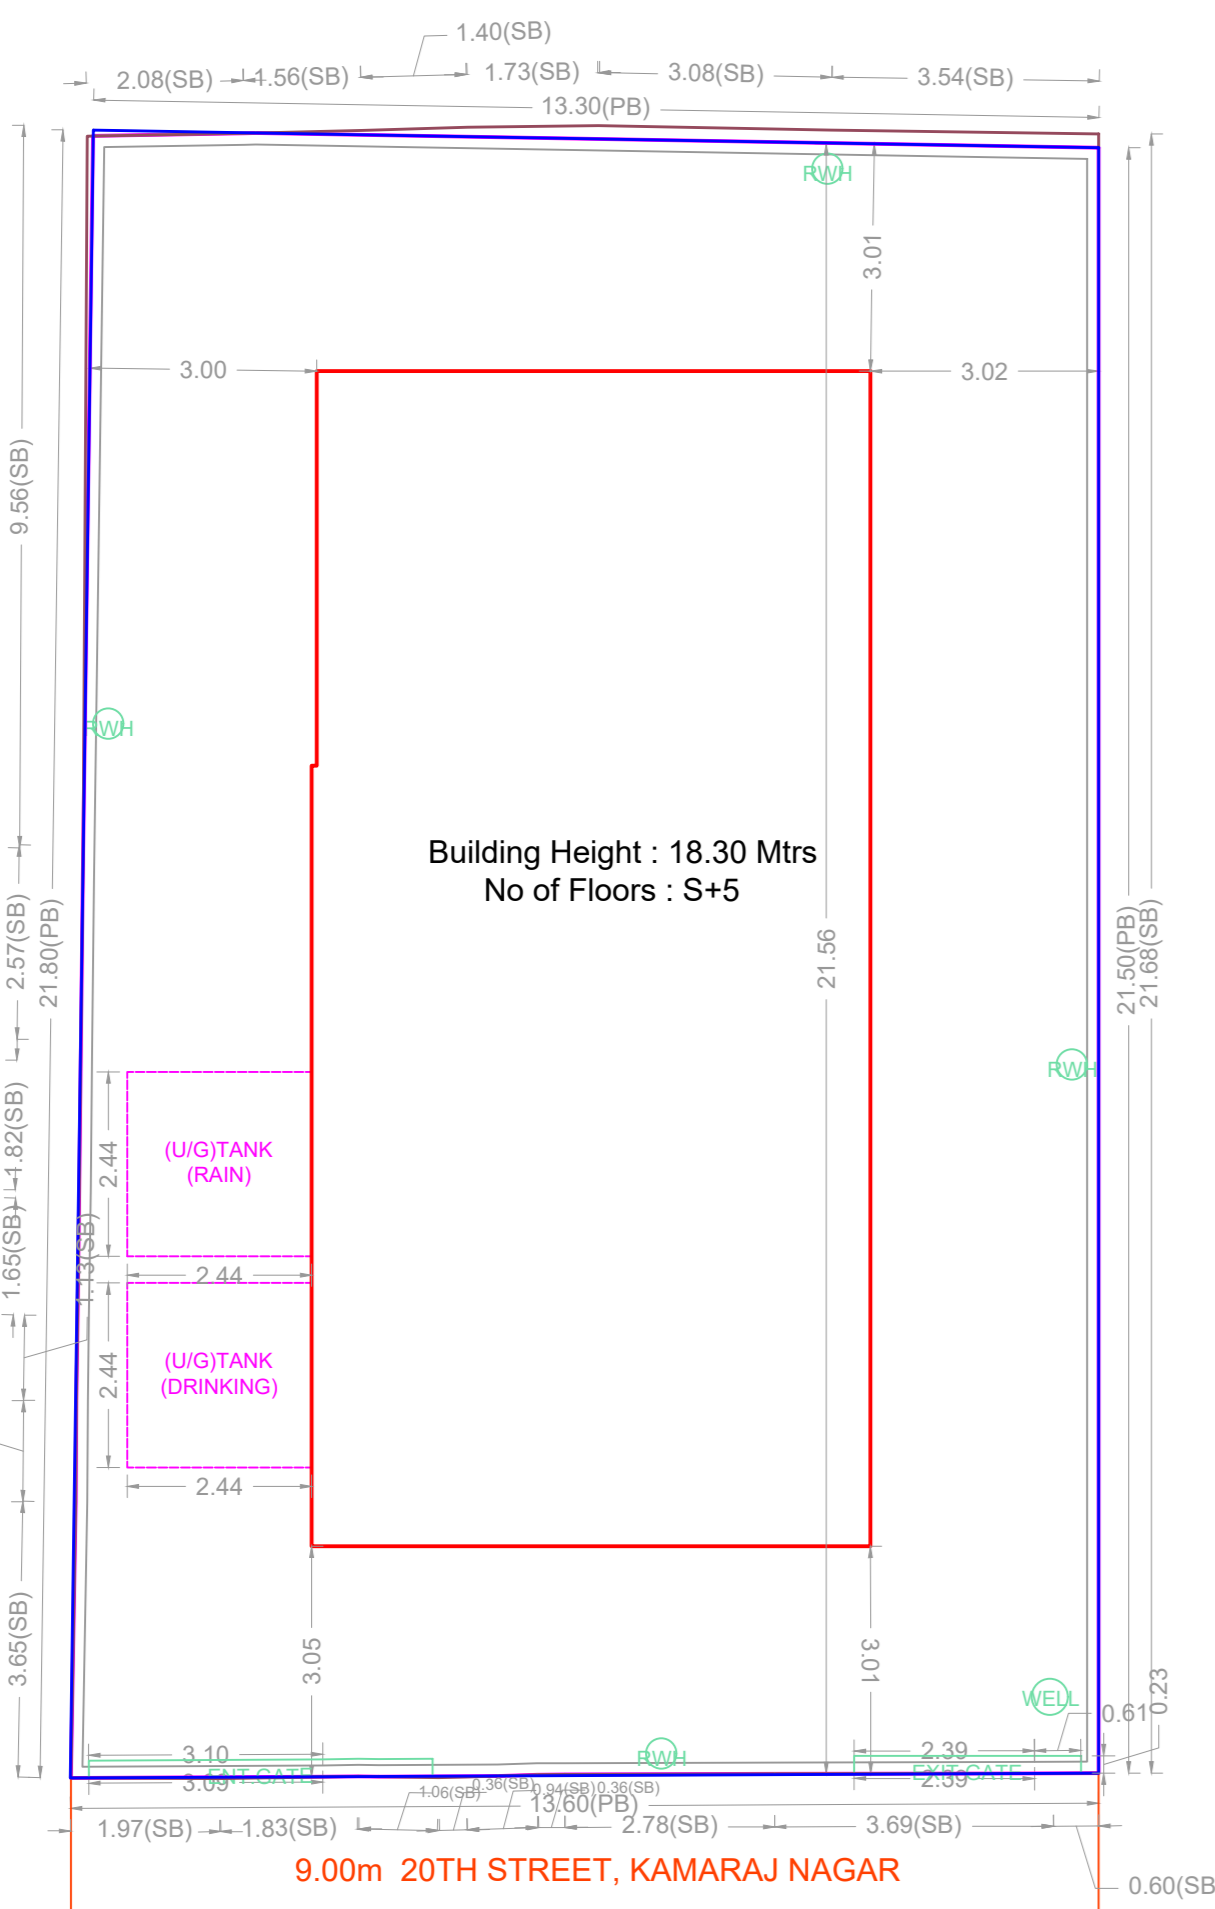 1.40(SB)
2.08(SB)
1.56(SB)
1.73(SB)
3.08(SB)
3.54(SB)
13.30(PB)
RWH
3.01
3.00
3.02
9.56(SB)
RWH
Building Height : 18.30 Mtrs
No of Floors : S+5
2.57(SB)
21.80(PB)
21.56
21.50(PB)
21.68(SB)
RWH
1.82(SB)
2.44
(U/G)TANK
(RAIN)
1.65(SB)
1.13(SB)
2.44
2.44
(U/G)TANK
(DRINKING)
2.44
3.65(SB)
3.05
3.01
WELL
0.23
0.61
3.10
ENT.GATE
3.09
RWH
2.39
EXIT GATE
2.39
1.06(SB)
0.36(SB)
0.94(SB)
0.36(SB)
13.60(PB)
1.97(SB)
1.83(SB)
2.78(SB)
3.69(SB)
9.00m 20TH STREET, KAMARAJ NAGAR
0.60(SB